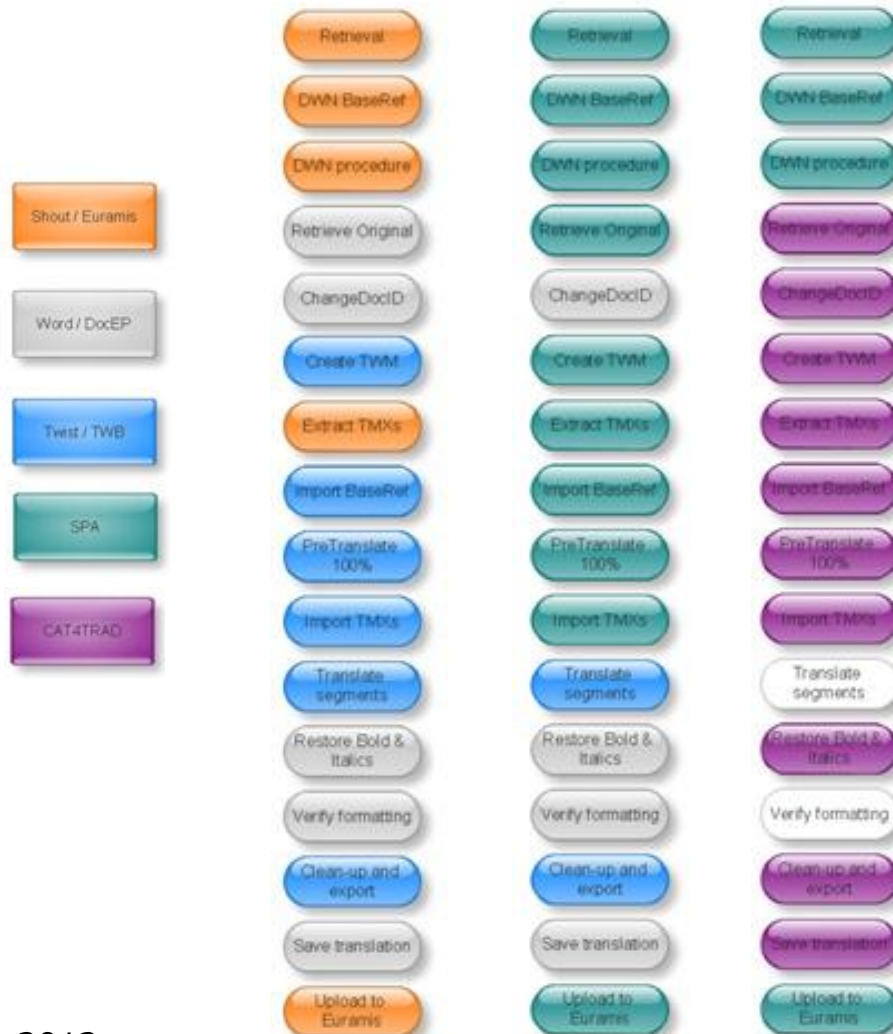 Shout / Euramis
Word / DocEP
Twist / TWB
SPA
CAT4TRAD
Retrieval
DWN BaseRef
DWN procedure
Retrieve Original
ChangeDocID
Create TWM
Extract TMXs
Import BaseRef
PreTranslate
100%
Import TMXs
Translate
segments
Restore Bold &
Italics
Verify formatting
Clean-up and
export
Save translation
Upload to
Euramis
Retrieval
DWN BaseRef
DWN procedure
Retrieve Original
ChangeDocID
Create TWM
Extract TMXs
Import BaseRef
PreTranslate
100%
Import TMXs
Translate
segments
Restore Bold &
Italics
Verify formatting
Clean-up and
export
Save translation
Upload to
Euramis
Retrieval
DWN BaseRef
DWN procedure
Retrieve Original
ChangeDocID
Create TWM
Extract TMXs
Import BaseRef
PreTranslate
100%
Import TMXs
Translate
segments
Restore Bold &
Italics
Verify formatting
Clean-up and
export
Save translation
Upload to
Euramis